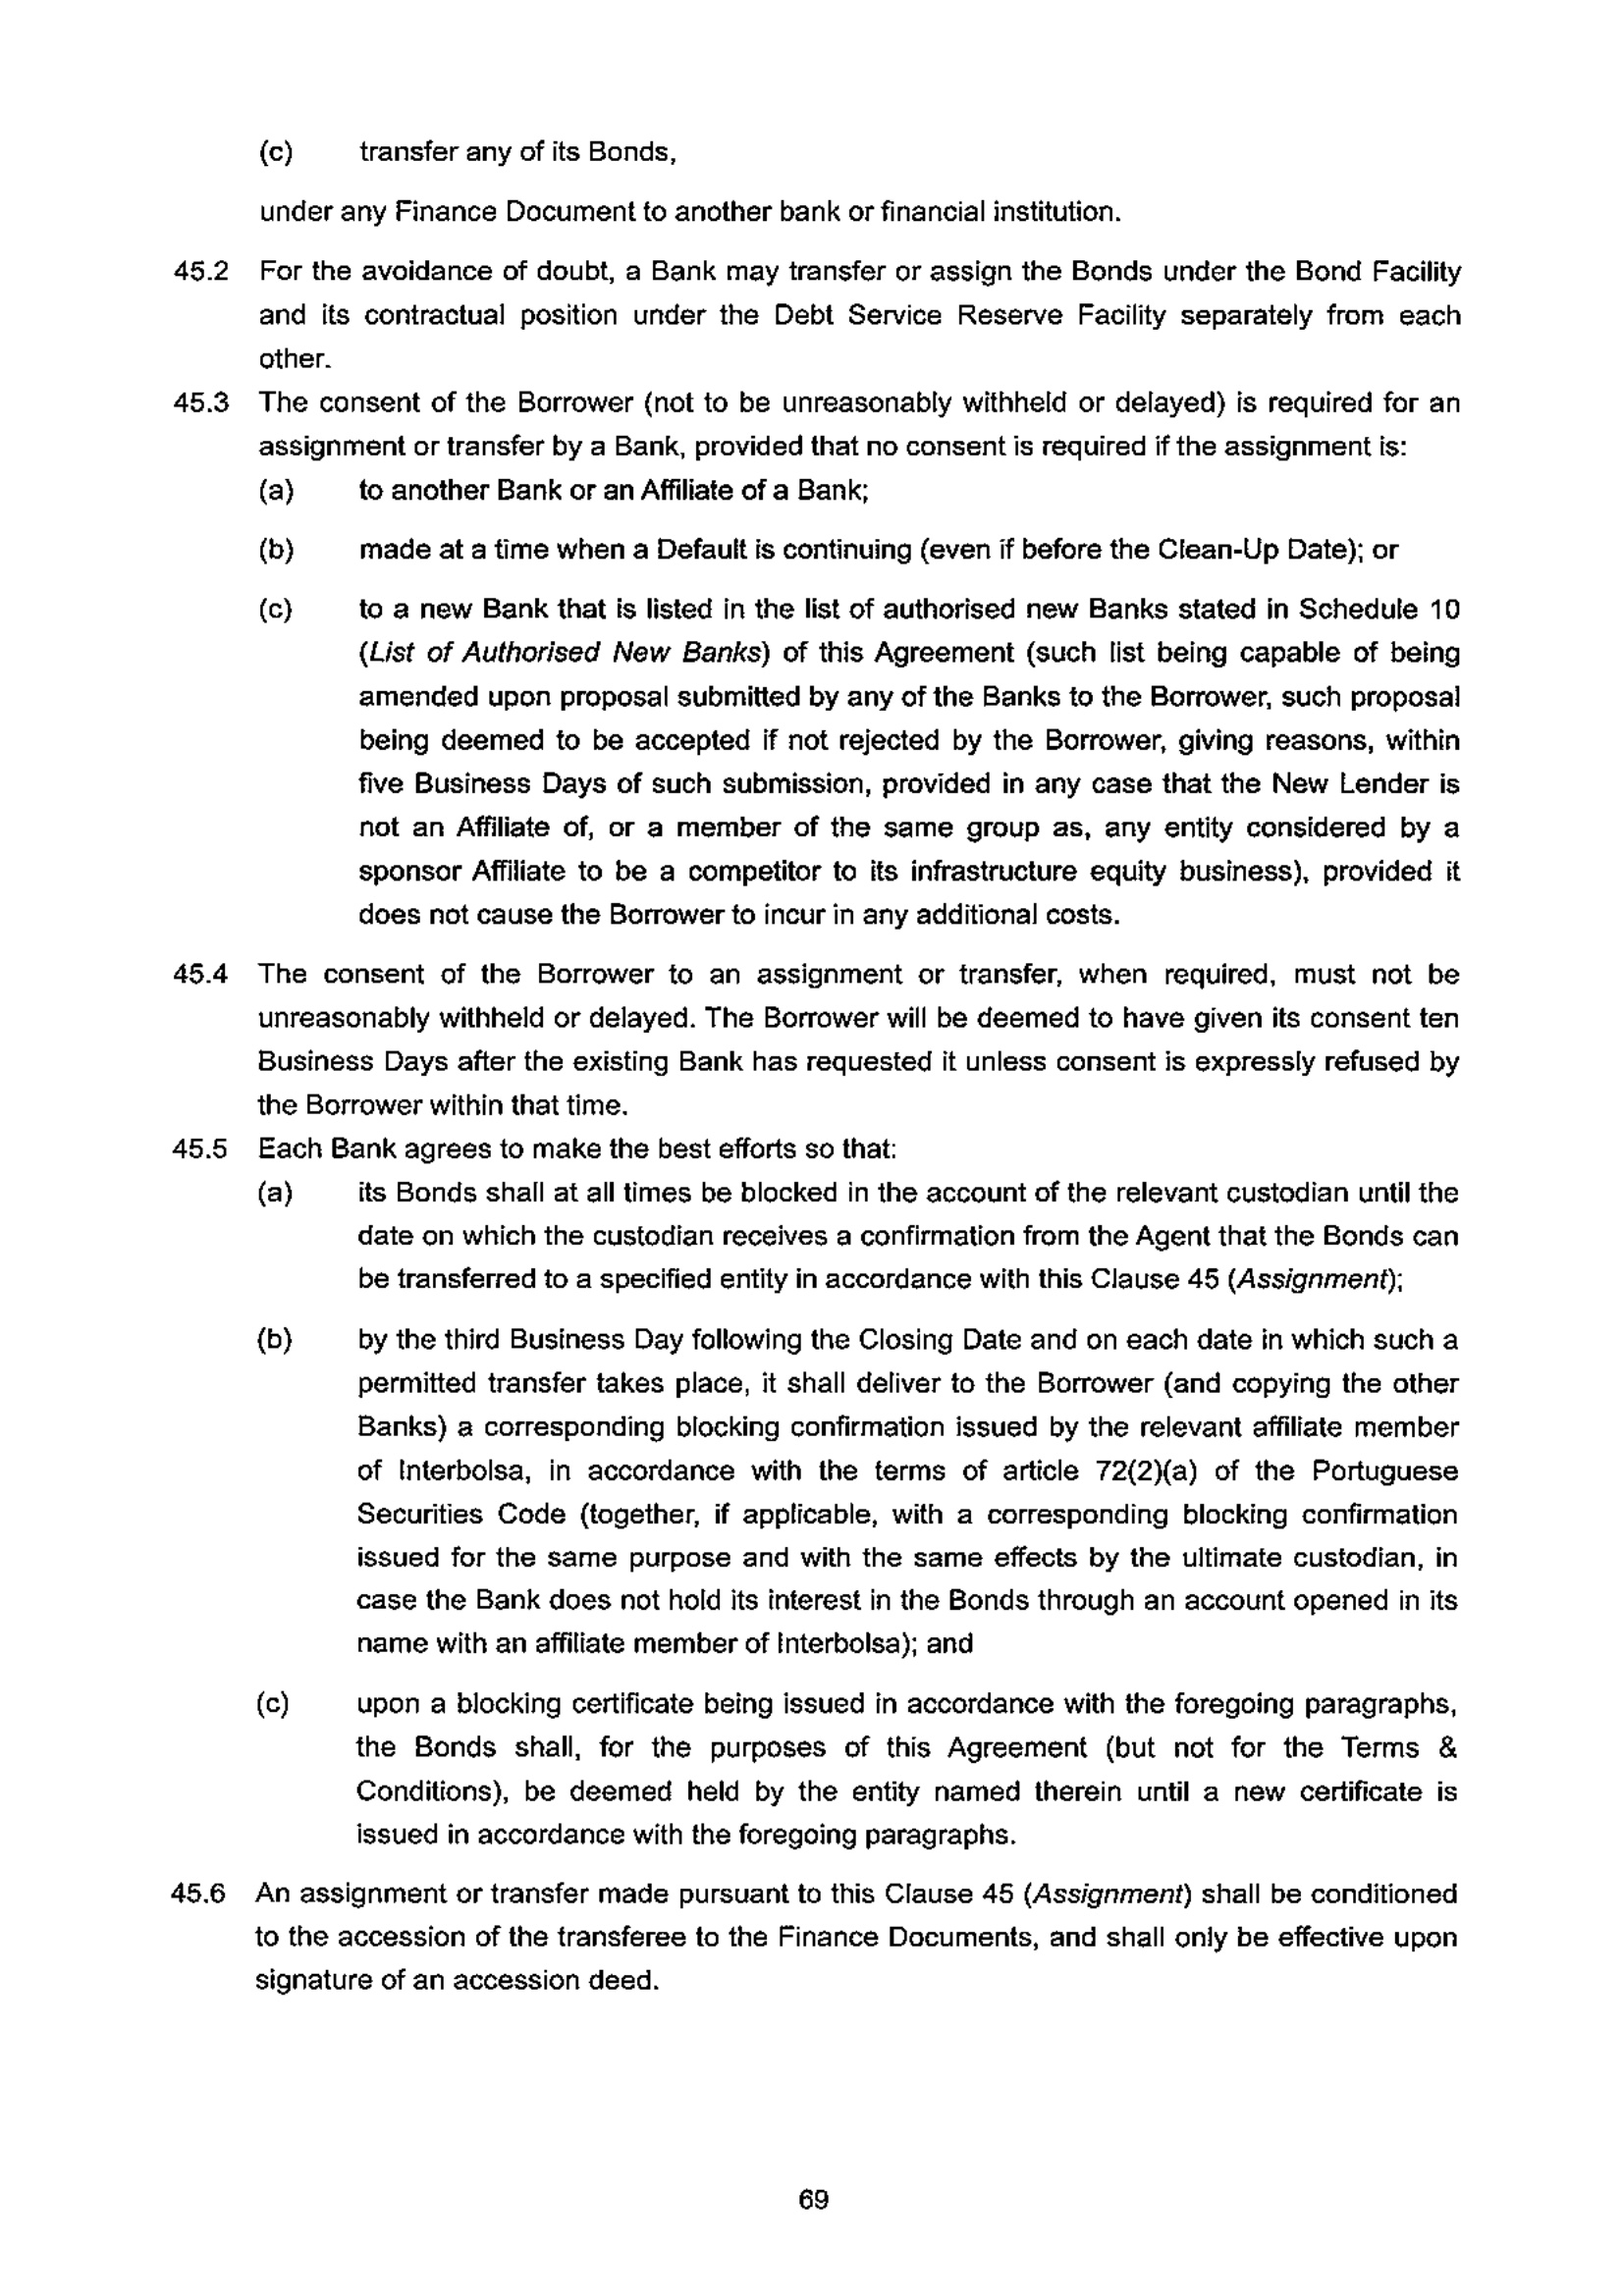 (c) transfer any of its Bonds,
under any Finance Document to another bank or financial institution.
45.2 For the avoidance of doubt, a Bank may transfer or assign the Bonds under the Bond Facility
and its contractual position under the Debt Service Reserve Facility separately from each
other.
45.3 The consent of the Borrower (not to be unreasonably withheld or delayed) is required for an
assignment or transfer by a Bank, provided that no consent is required if the assignment is:
(a) to another Bank or an Affiliate of a Bank;
(b) made at a time when a Default is continuing (even if before the Clean-Up Date); or
(c) to a new Bank that is listed in the list of authorised new Banks stated in Schedule 10
(List of Authorised New Banks) of this Agreement (such list being capable of being
amended upon proposal submitted by any of the Banks to the Borrower, such proposal
being deemed to be accepted if not rejected by the Borrower, giving reasons, within
five Business Days of such submission, provided in any case that the New Lender is
not an Affiliate of, or a member of the same group as, any entity considered by a
sponsor Affiliate to be a competitor to its infrastructure equity business), provided it
does not cause the Borrower to incur in any additional costs.
45.4 The consent of the Borrower to an assignment or transfer, when required, must not be
unreasonably withheld or delayed. The Borrower will be deemed to have given its consent ten
Business Days after the existing Bank has requested it unless consent is expressly refused by
the Borrower within that time.
45.5 Each Bank agrees to make the best efforts so that:
(a) its Bonds shall at all times be blocked in the account of the relevant custodian until the
date on which the custodian receives a confirmation from the Agent that the Bonds can
be transferred to a specified entity in accordance with this Clause 45 (Assignment);
(b) by the third Business Day following the Closing Date and on each date in which such a
permitted transfer takes place, it shall deliver to the Borrower (and copying the other
Banks) a corresponding blocking confirmation issued by the relevant affiliate member
of Interbolsa, in accordance with the terms of article 72(2)(a) of the Portuguese
Securities Code (together, if applicable, with a corresponding blocking confirmation
issued for the same purpose and with the same effects by the ultimate custodian, in
case the Bank does not hold its interest in the Bonds through an account opened in its
name with an affiliate member of Interbolsa); and
(c) upon a blocking certificate being issued in accordance with the foregoing paragraphs,
the Bonds shall, for the purposes of this Agreement (but not for the Terms &
Conditions), be deemed held by the entity named therein until a new certificate is
issued in accordance with the foregoing paragraphs.
45.6 An assignment or transfer made pursuant to this Clause 45 (Assignment) shall be conditioned
to the accession of the transferee to the Finance Documents, and shall only be effective upon
signature of an accession deed.
69